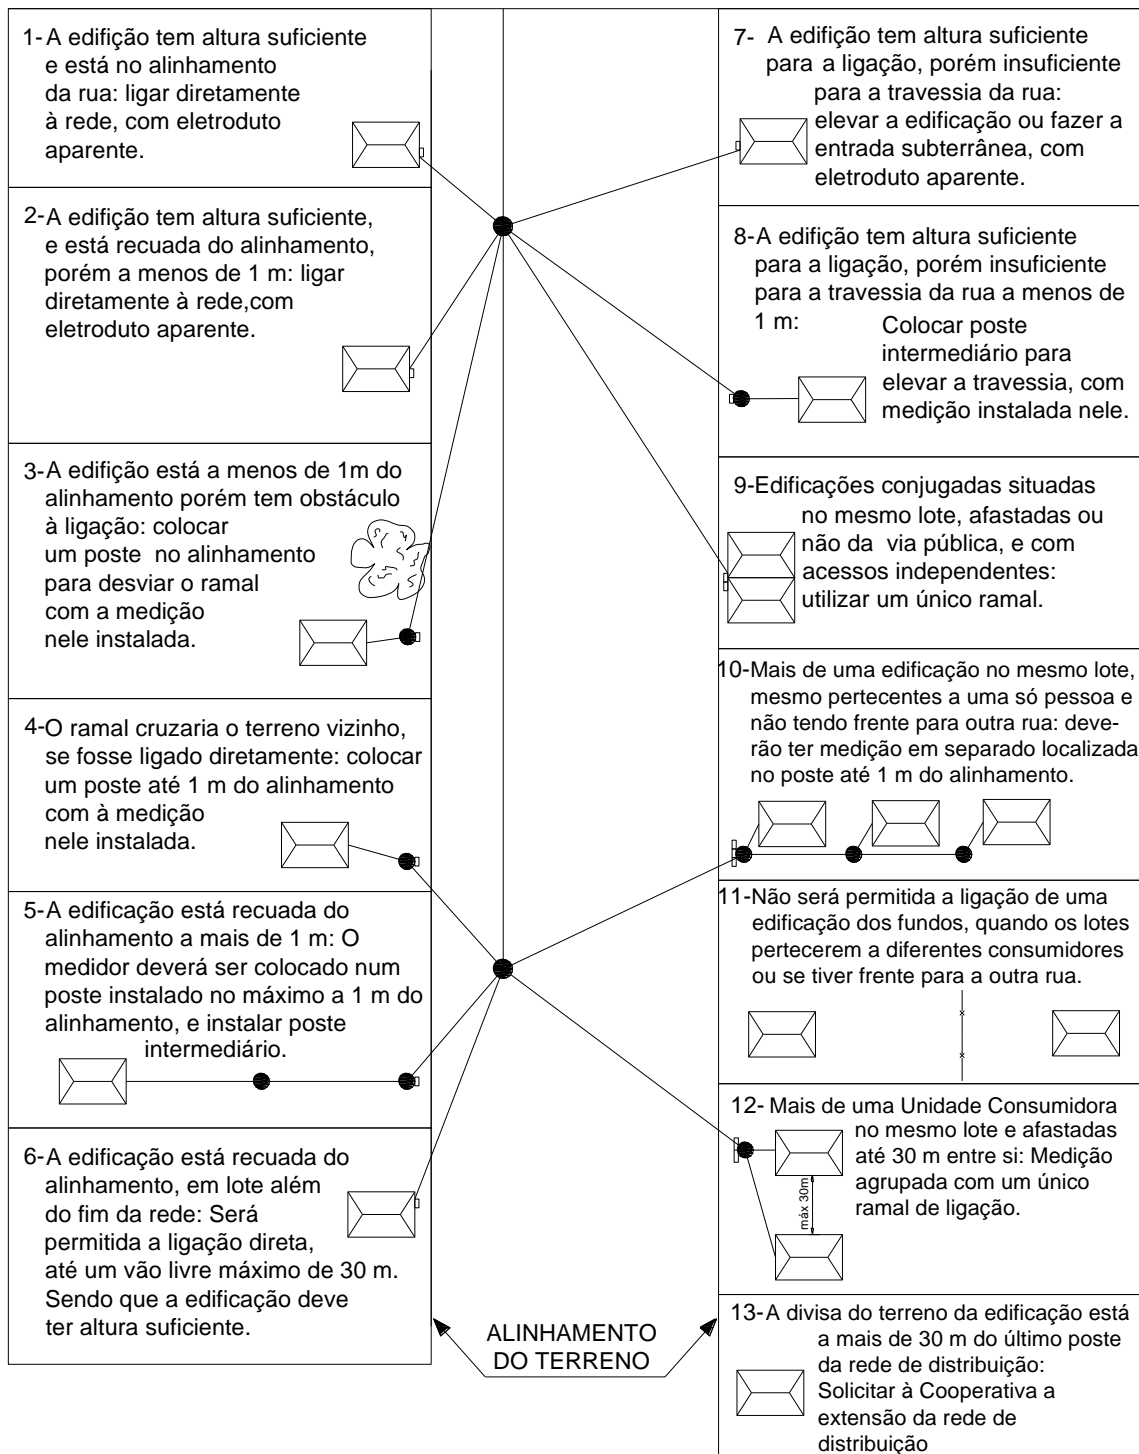 1- A edifição tem altura suficiente
e está no alinhamento
da rua: ligar diretamente
à rede, com eletroduto
aparente.
2- A edifição tem altura suficiente,
e está recuada do alinhamento,
porém a menos de 1 m: ligar
diretamente à rede,com
eletroduto aparente.
3- A edifição está a menos de 1m do
alinhamento porém tem obstáculo
à ligação: colocar
um poste no alinhamento
para desviar o ramal
com a medição
nele instalada.
4- O ramal cruzaria o terreno vizinho,
se fosse ligado diretamente: colocar
um poste até 1 m do alinhamento
com à medição
nele instalada.
5- A edificação está recuada do
alinhamento a mais de 1 m: O
medidor deverá ser colocado num
poste instalado no máximo a 1 m do
alinhamento, e instalar poste
intermediário.
6- A edificação está recuada do
alinhamento, em lote além
do fim da rede: Será
permitida a ligação direta,
até um vão livre máximo de 30 m.
Sendo que a edificação deve
ter altura suficiente.
ALINHAMENTO
DO TERRENO
7- A edifição tem altura suficiente
para a ligação, porém insuficiente
para a travessia da rua:
elevar a edificação ou fazer a
entrada subterrânea, com
eletroduto aparente.
8- A edifição tem altura suficiente
para a ligação, porém insuficiente
para a travessia da rua a menos de
1 m: Colocar poste
intermediário para
elevar a travessia, com
medição instalada nele.
9- Edificações conjugadas situadas
no mesmo lote, afastadas ou
não da via pública, e com
acessos independentes:
utilizar um único ramal.
10- Mais de uma edificação no mesmo lote,
mesmo pertecentes a uma só pessoa e
não tendo frente para outra rua: deve-
rão ter medição em separado localizada
no poste até 1 m do alinhamento.
11- Não será permitida a ligação de uma
edificação dos fundos, quando os lotes
pertecerem a diferentes consumidores
ou se tiver frente para a outra rua.
12- Mais de uma Unidade Consumidora
no mesmo lote e afastadas
até 30 m entre si: Medição
agrupada com um único
ramal de ligação.
máx 30m
13- A divisa do terreno da edificação está
a mais de 30 m do último poste
da rede de distribuição:
Solicitar à Cooperativa a
extensão da rede de
distribuição